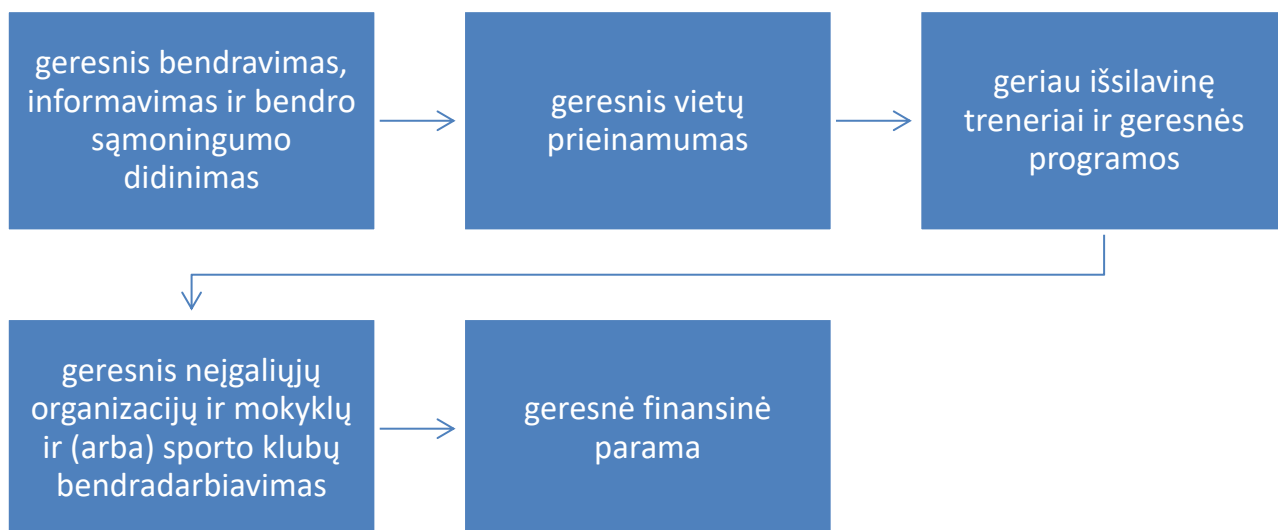 geresnis bendravimas,
informavimas ir bendro
sąmoningumo
didinimas
geresnis vietų
prieinamumas
geriau išsilavinę
treneriai ir geresnės
programos
geresnis neįgaliųjų
organizacijų ir mokyklų
ir (arba) sporto klubų
bendradarbiavimas
geresnė finansinė
parama